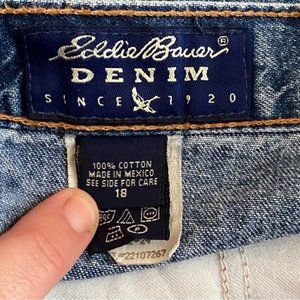 Eddie Bauer®
DENIM
SINCE 1920
100% COTTON
MADE IN MEXICO
SEE SIDE FOR CARE
18
#22107267